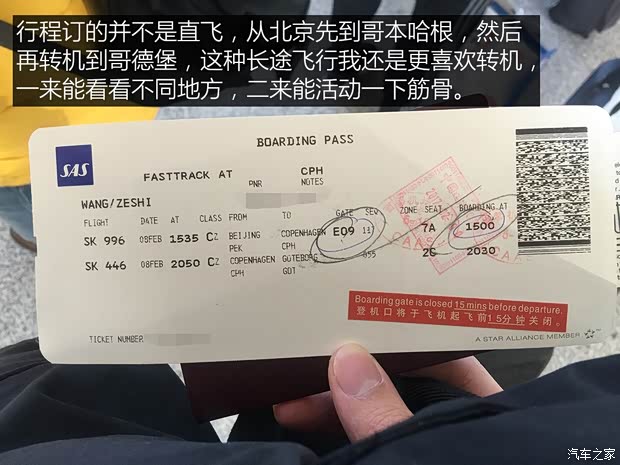 行程订的并不是直飞，从北京先到哥本哈根，然后
再转机到哥德堡，这种长途飞行我还是更喜欢转机，
一来能看看不同地方，二来能活动一下筋骨。
BOARDING PASS
SAS
FASTTRACK AT CPH
PNR NOTES
WANG/ZESHI
FLIGHT DATE AT CLASS FROM TO GATE SEQ ZONE SEAT BOARDING AT
SK 996 08FEB 1535 CZ BEIJING COPENHAGEN E09 11 7A 1500
PEK CPH
SK 446 08FEB 2050 CZ COPENHAGEN GOTEBORG 055 2C 2030
CPH GOT
CAAS
Boarding gate is closed 15 mins before departure.
登机口将于飞机起飞前15分钟关闭。
TICKET NUMBER
A STAR ALLIANCE MEMBER
汽车之家